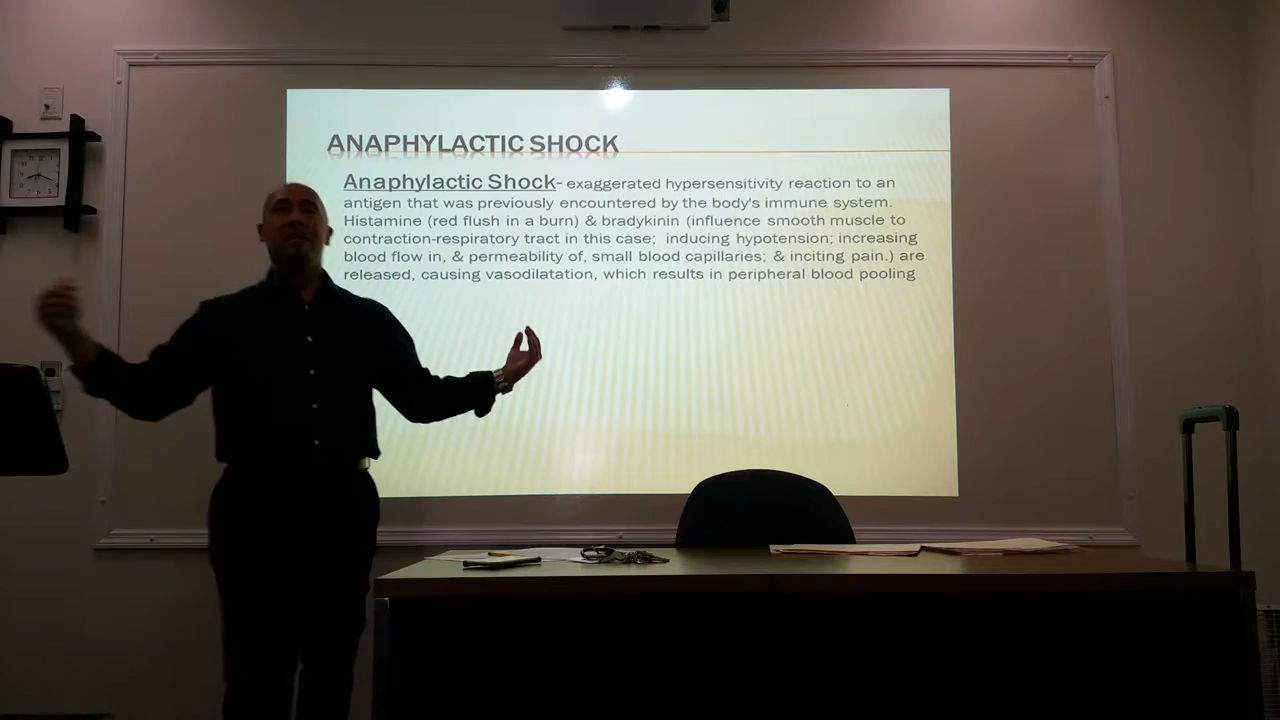 ANAPHYLACTIC SHOCK
Anaphylactic Shock- exaggerated hypersensitivity reaction to an
antigen that was previously encountered by the body's immune system.
Histamine (red flush in a burn) & bradykinin (influence smooth muscle to
contraction-respiratory tract in this case; inducing hypotension; increasing
blood flow in, & permeability of, small blood capillaries; & inciting pain.) are
released, causing vasodilatation, which results in peripheral blood pooling